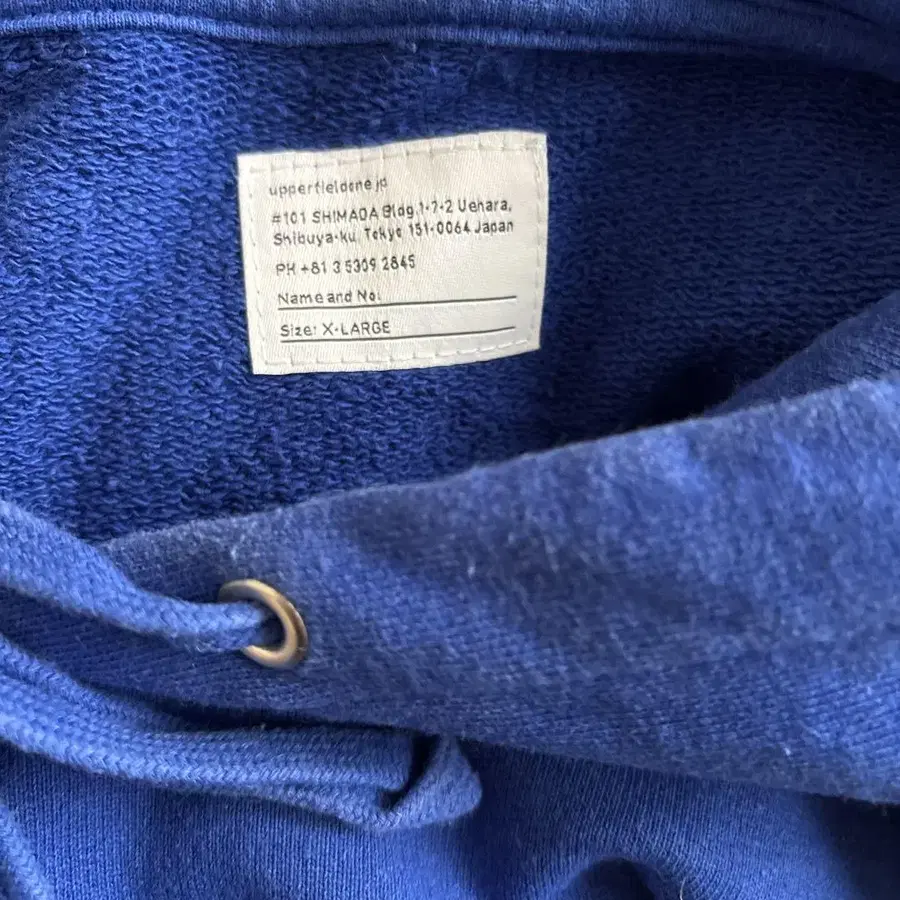 upperfieldone.jp
#101 SHIMADA Bldg.1-7-2 Uehara,
Shibuya-ku, Tokyo 151-0064 Japan
PH +81 3 5309 2845
Name and No.
Size: X-LARGE